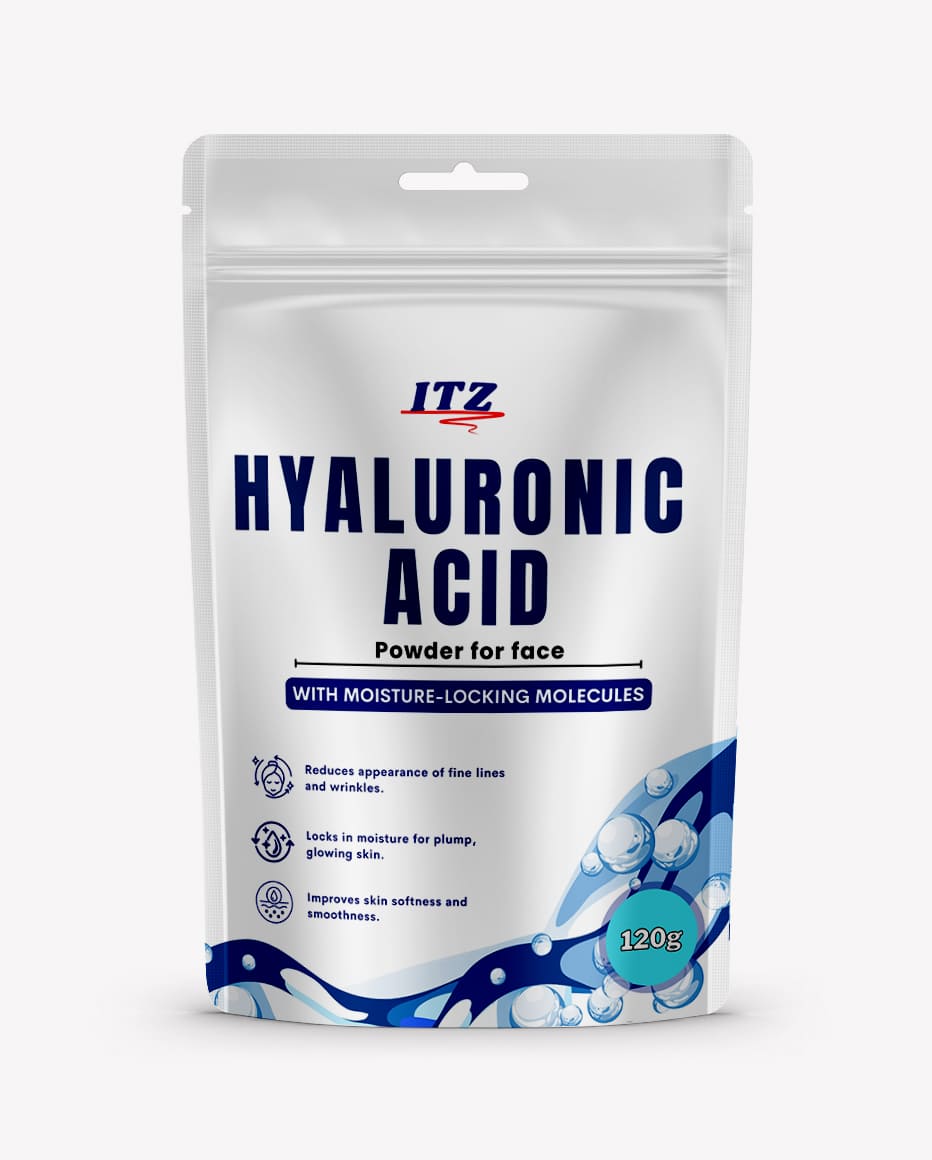 ITZ
HYALURONIC
ACID
Powder for face
WITH MOISTURE-LOCKING MOLECULES
Reduces appearance of fine lines
and wrinkles.
Locks in moisture for plump,
glowing skin.
Improves skin softness and
smoothness.
120g